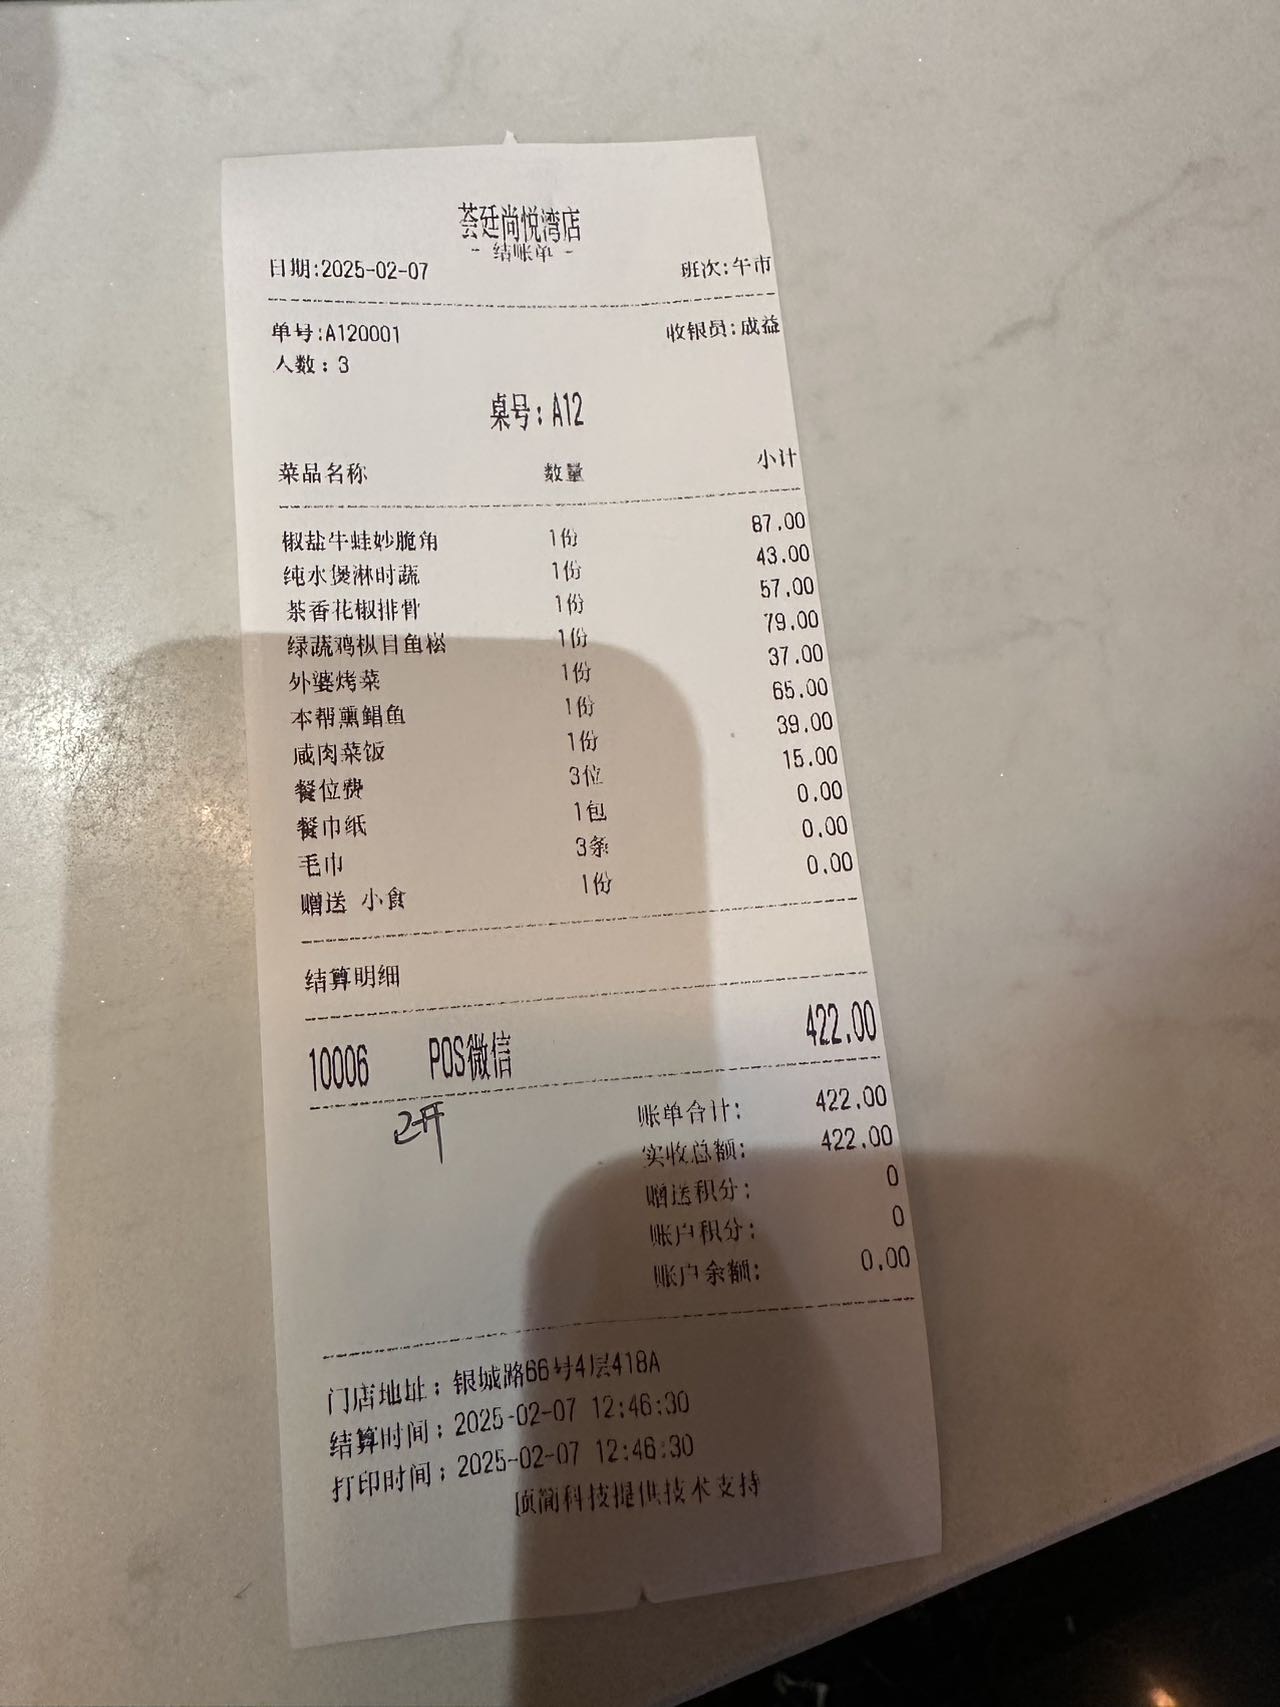 荟廷尚悦湾店
- 结账单 -
日期:2025-02-07 班次:午市
单号:A120001 收银员:成益
人数:3
桌号:A12
菜品名称 数量 小计
椒盐牛蛙妙脆角 1份 87.00
纯水煲淋时蔬 1份 43.00
茶香花椒排骨 1份 57.00
绿蔬鸡枞目鱼松 1份 79.00
外婆烤菜 1份 37.00
本帮熏鲳鱼 1份 65.00
咸肉菜饭 1份 39.00
餐位费 3位 15.00
餐巾纸 1包 0.00
毛巾 3条 0.00
赠送 小食 1份 0.00
结算明细
10006 POS微信 422.00
已开
账单合计: 422.00
实收总额: 422.00
赠送积分: 0
账户积分: 0
账户余额: 0.00
门店地址:银城路66号4层418A
结算时间:2025-02-07 12:46:30
打印时间:2025-02-07 12:46:30
顶简科技提供技术支持